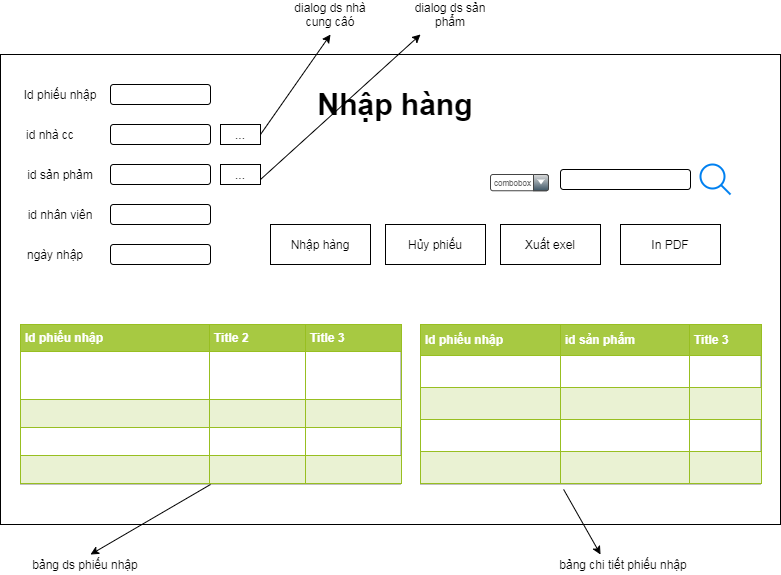 dialog ds nhà
cung cấó
dialog ds sản
phẩm
Id phiếu nhập
Nhập hàng
id nhà cc
...
id sản phảm
...
combobox
id nhân viên
ngày nhập
Nhập hàng
Hủy phiếu
Xuất exel
In PDF
Id phiếu nhập
Title 2
Title 3
Id phiếu nhập
id sản phẩm
Title 3
bảng ds phiếu nhập
bảng chi tiết phiếu nhập